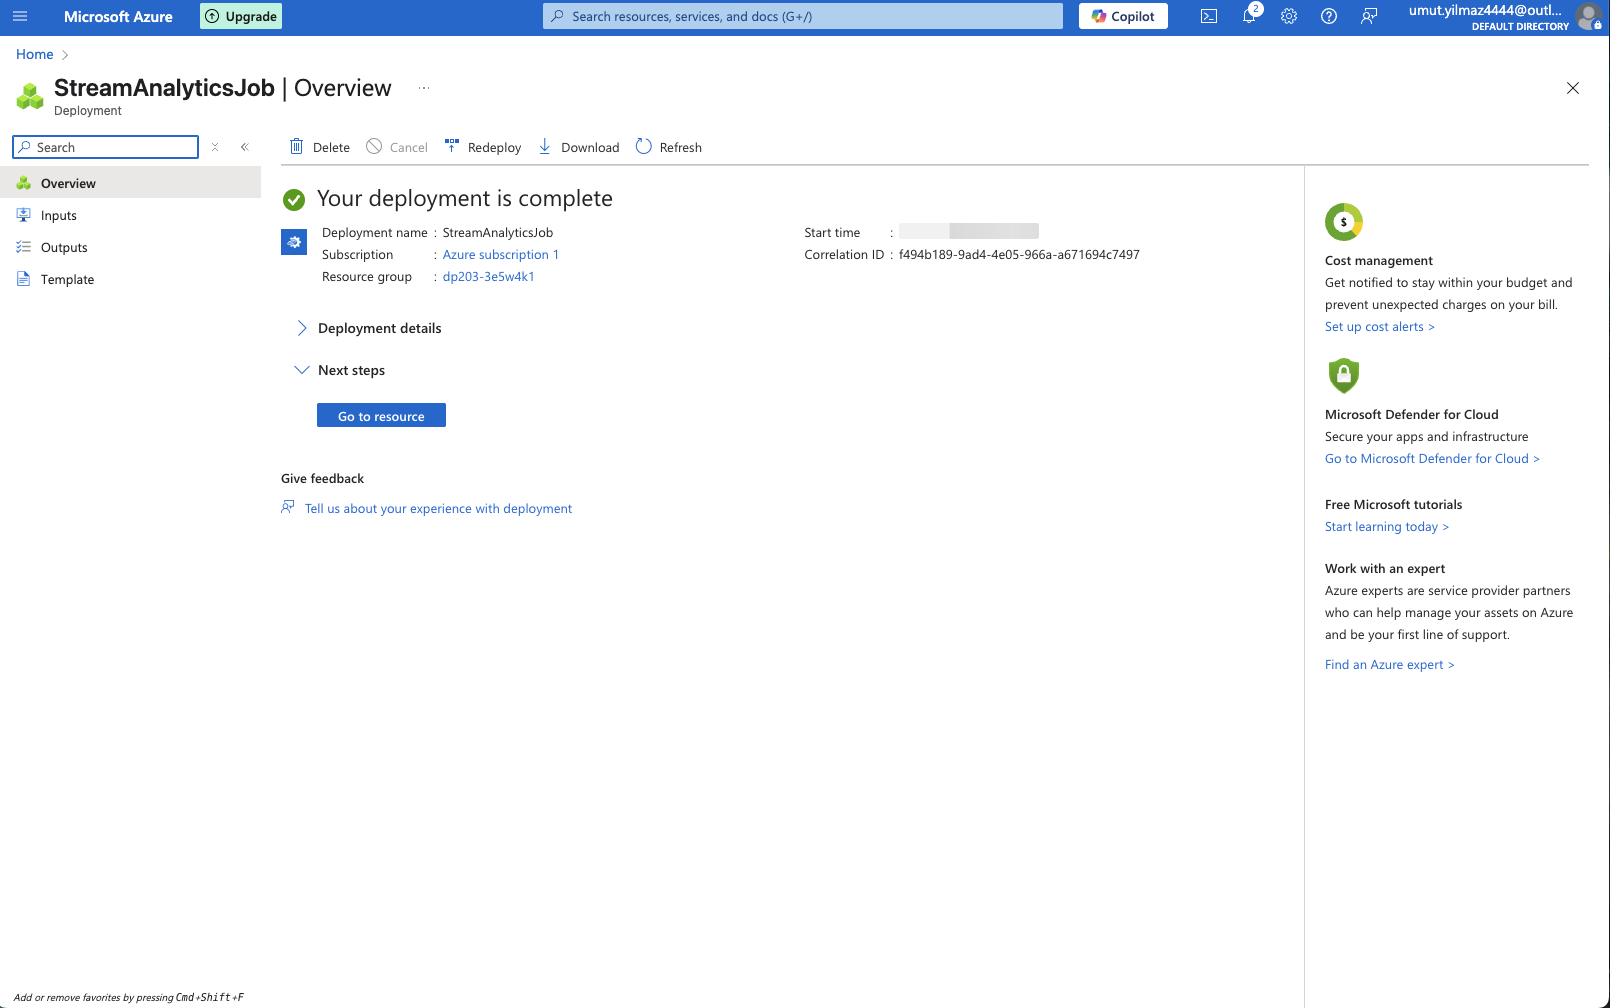 Microsoft Azure
Upgrade
Search resources, services, and docs (G+/)
Copilot
2
umut.yilmaz4444@outl...
DEFAULT DIRECTORY
Home
StreamAnalyticsJob | Overview
...
Deployment
Search
Delete
Cancel
Redeploy
Download
Refresh
Overview
Inputs
Outputs
Template
Your deployment is complete
Deployment name : StreamAnalyticsJob
Subscription : Azure subscription 1
Resource group : dp203-3e5w4k1
Start time :
Correlation ID : f494b189-9ad4-4e05-966a-a671694c7497
Deployment details
Next steps
Go to resource
Give feedback
Tell us about your experience with deployment
$
Cost management
Get notified to stay within your budget and
prevent unexpected charges on your bill.
Set up cost alerts >
Microsoft Defender for Cloud
Secure your apps and infrastructure
Go to Microsoft Defender for Cloud >
Free Microsoft tutorials
Start learning today >
Work with an expert
Azure experts are service provider partners
who can help manage your assets on Azure
and be your first line of support.
Find an Azure expert >
Add or remove favorites by pressing Cmd+Shift+F